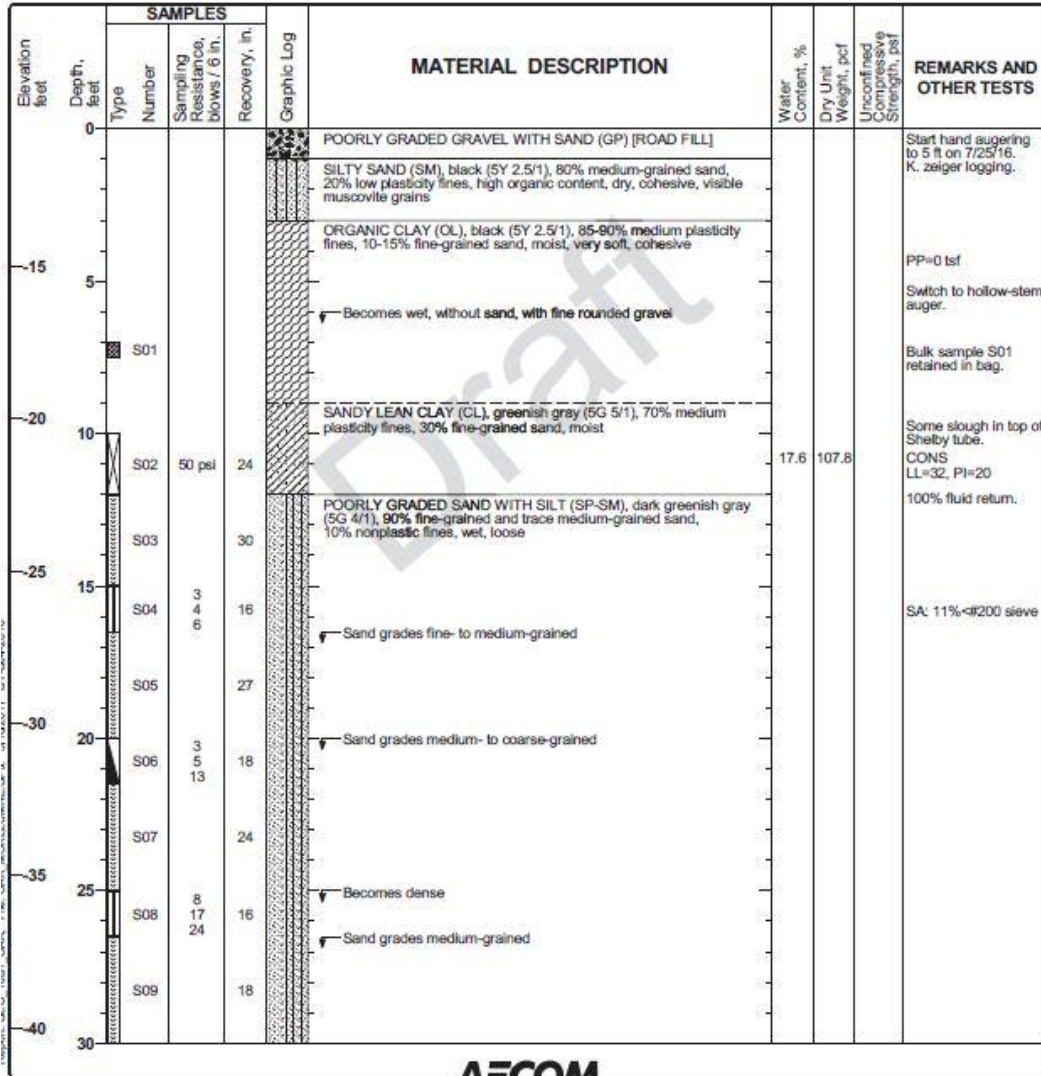 SAMPLES
Elevation
feet
Depth,
feet
Type
Number
Sampling
Resistance,
blows / 6 in.
Recovery, in.
Graphic Log
MATERIAL DESCRIPTION
Water
Content, %
Dry Unit
Weight, pcf
Unconfined
Compressive
Strength, psf
REMARKS AND
OTHER TESTS
0
POORLY GRADED GRAVEL WITH SAND (GP) [ROAD FILL]
Start hand augering
to 5 ft on 7/25/16.
K. zeiger logging.
SILTY SAND (SM), black (5Y 2.5/1), 80% medium-grained sand,
20% low plasticity fines, high organic content, dry, cohesive, visible
muscovite grains
ORGANIC CLAY (OL), black (5Y 2.5/1), 85-90% medium plasticity
fines, 10-15% fine-grained sand, moist, very soft, cohesive
-15
PP=0 tsf
5
Switch to hollow-stem
auger.
Becomes wet, without sand, with fine rounded gravel
S01
Bulk sample S01
retained in bag.
-20
SANDY LEAN CLAY (CL), greenish gray (5G 5/1), 70% medium
plasticity fines, 30% fine-grained sand, moist
10
Some slough in top of
Shelby tube.
S02 50 psi 24
17.6 107.8
CONS
LL=32, PI=20
100% fluid return.
POORLY GRADED SAND WITH SILT (SP-SM), dark greenish gray
(5G 4/1), 90% fine-grained and trace medium-grained sand,
10% nonplastic fines, wet, loose
S03 30
-25
15
3
S04 4 16
6
SA: 11%<#200 sieve
Sand grades fine- to medium-grained
S05 27
-30
20
Sand grades medium- to coarse-grained
3
S06 5 18
13
S07 24
-35
25
Becomes dense
8
S08 17 16
24
Sand grades medium-grained
S09 18
-40
30
Draft
AECOM